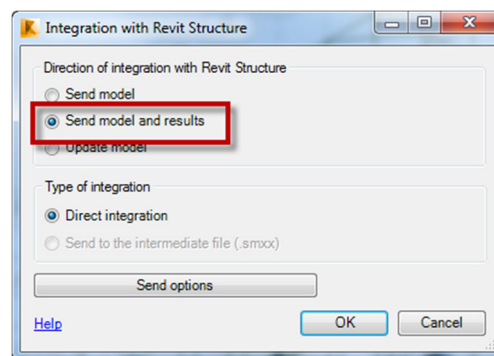 Integration with Revit Structure
Direction of integration with Revit Structure
Send model
Send model and results
Update model
Type of integration
Direct integration
Send to the intermediate file (.smxx)
Send options
Help
OK
Cancel